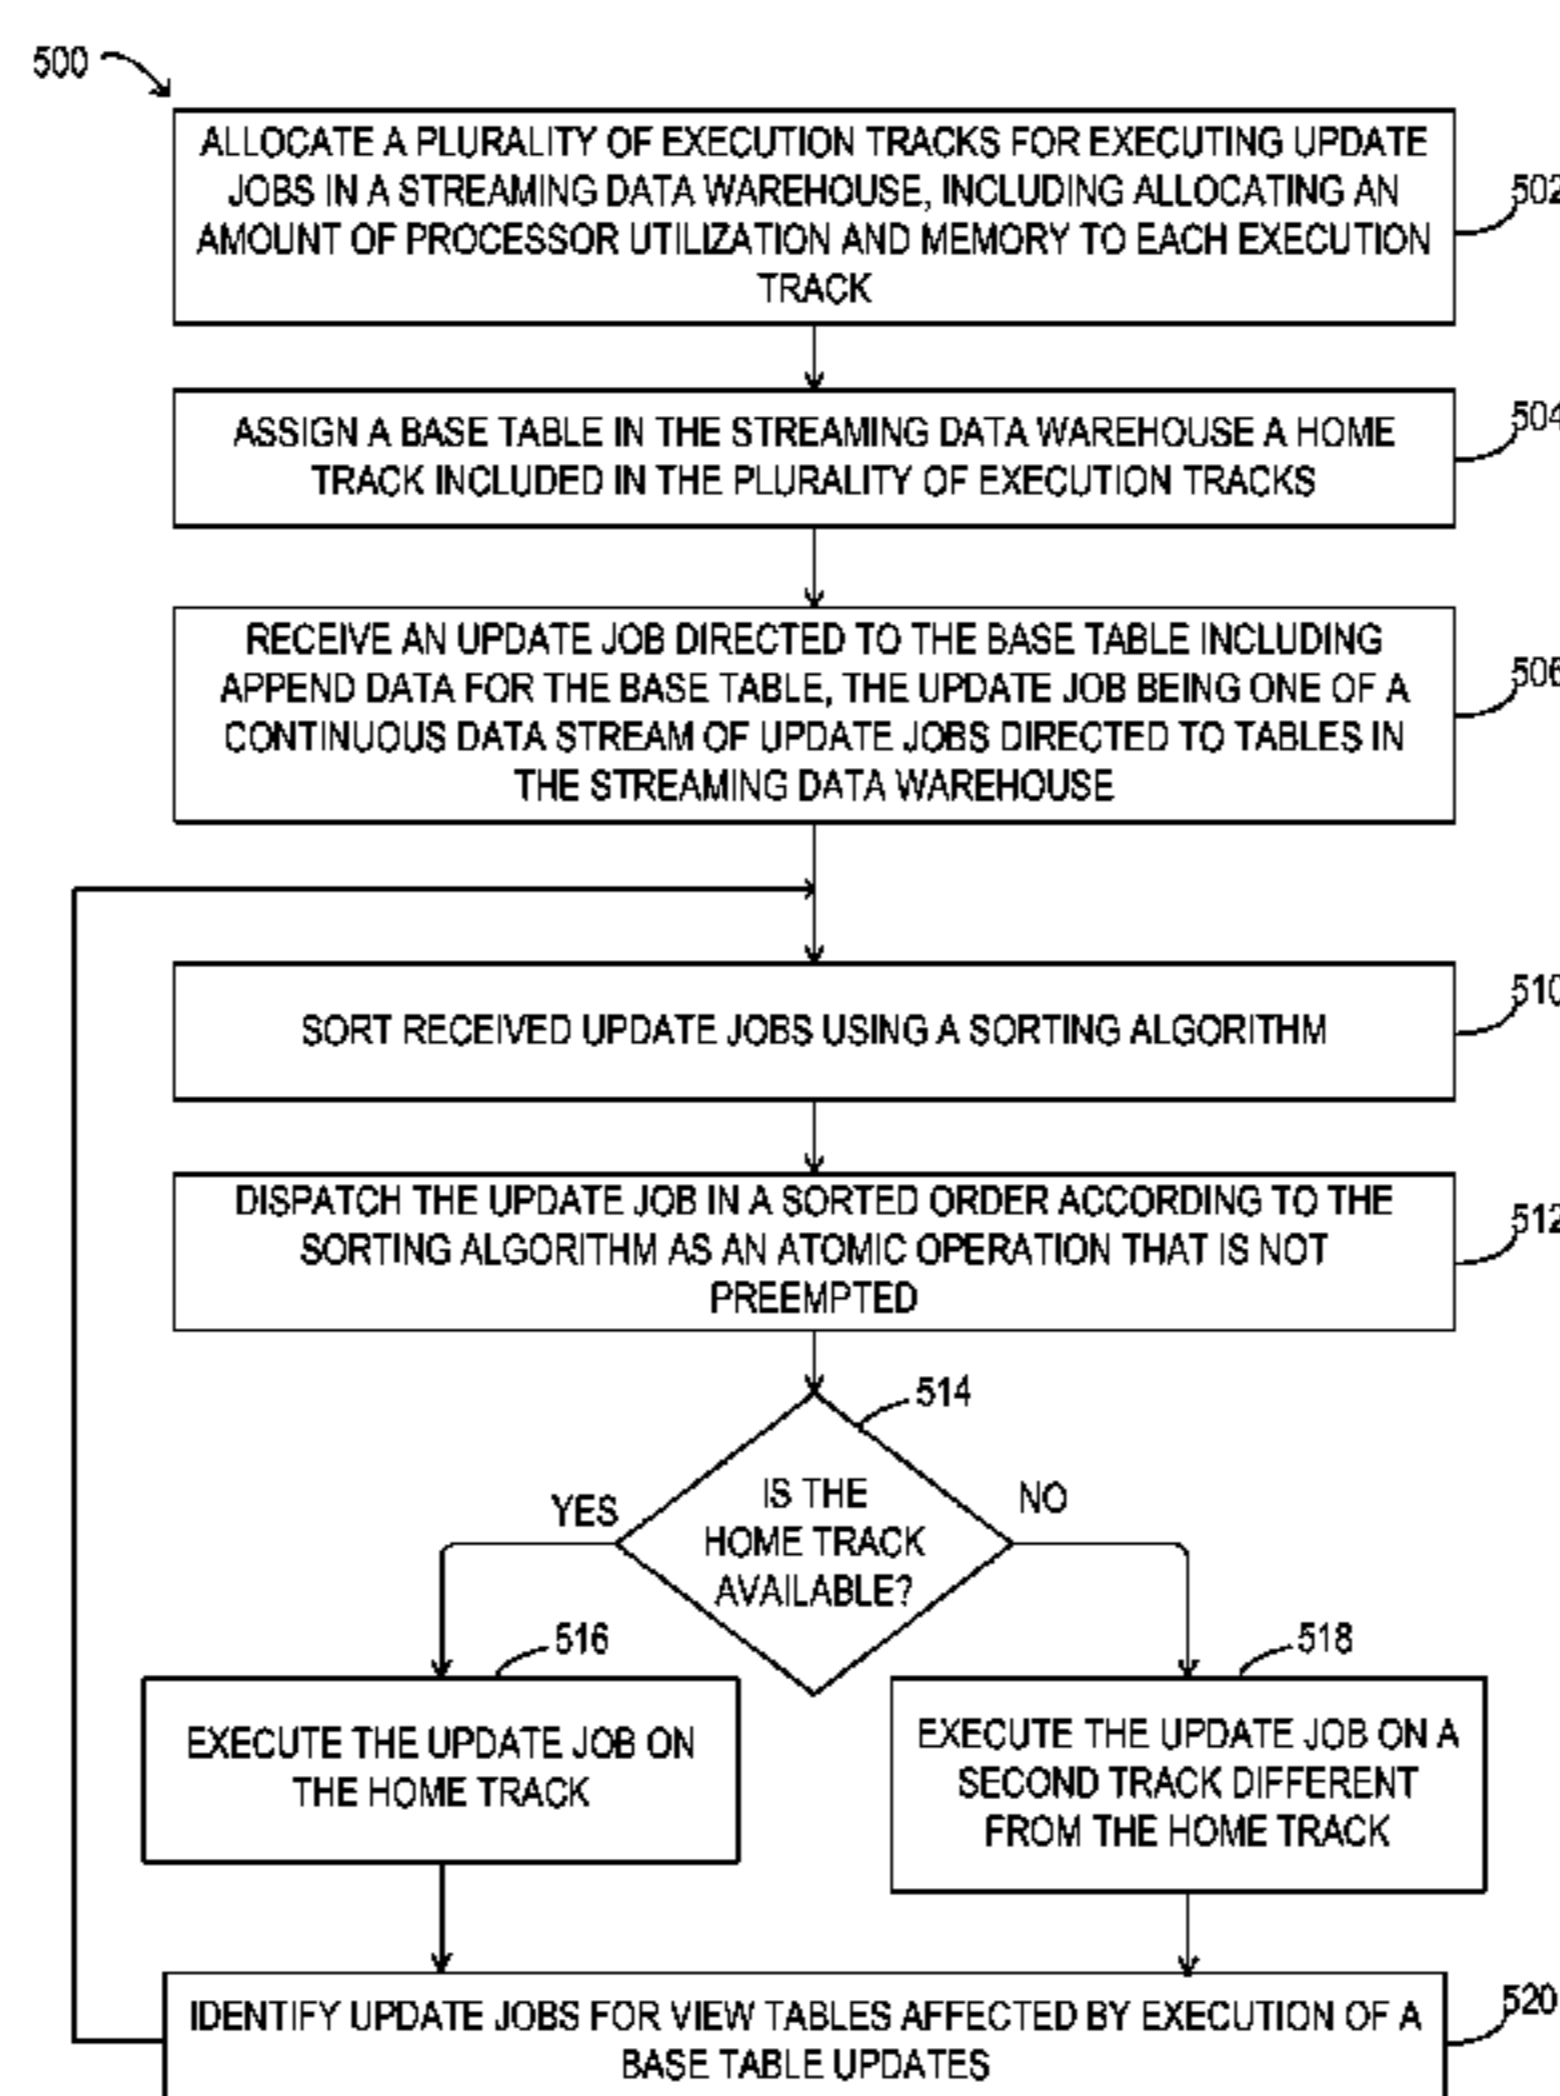 500
ALLOCATE A PLURALITY OF EXECUTION TRACKS FOR EXECUTING UPDATE
JOBS IN A STREAMING DATA WAREHOUSE, INCLUDING ALLOCATING AN
AMOUNT OF PROCESSOR UTILIZATION AND MEMORY TO EACH EXECUTION
TRACK
502
ASSIGN A BASE TABLE IN THE STREAMING DATA WAREHOUSE A HOME
TRACK INCLUDED IN THE PLURALITY OF EXECUTION TRACKS
504
RECEIVE AN UPDATE JOB DIRECTED TO THE BASE TABLE INCLUDING
APPEND DATA FOR THE BASE TABLE, THE UPDATE JOB BEING ONE OF A
CONTINUOUS DATA STREAM OF UPDATE JOBS DIRECTED TO TABLES IN
THE STREAMING DATA WAREHOUSE
506
SORT RECEIVED UPDATE JOBS USING A SORTING ALGORITHM
510
DISPATCH THE UPDATE JOB IN A SORTED ORDER ACCORDING TO THE
SORTING ALGORITHM AS AN ATOMIC OPERATION THAT IS NOT
PREEMPTED
512
514
IS THE
HOME TRACK
AVAILABLE?
YES
NO
516
EXECUTE THE UPDATE JOB ON
THE HOME TRACK
518
EXECUTE THE UPDATE JOB ON A
SECOND TRACK DIFFERENT
FROM THE HOME TRACK
IDENTIFY UPDATE JOBS FOR VIEW TABLES AFFECTED BY EXECUTION OF A
BASE TABLE UPDATES
520